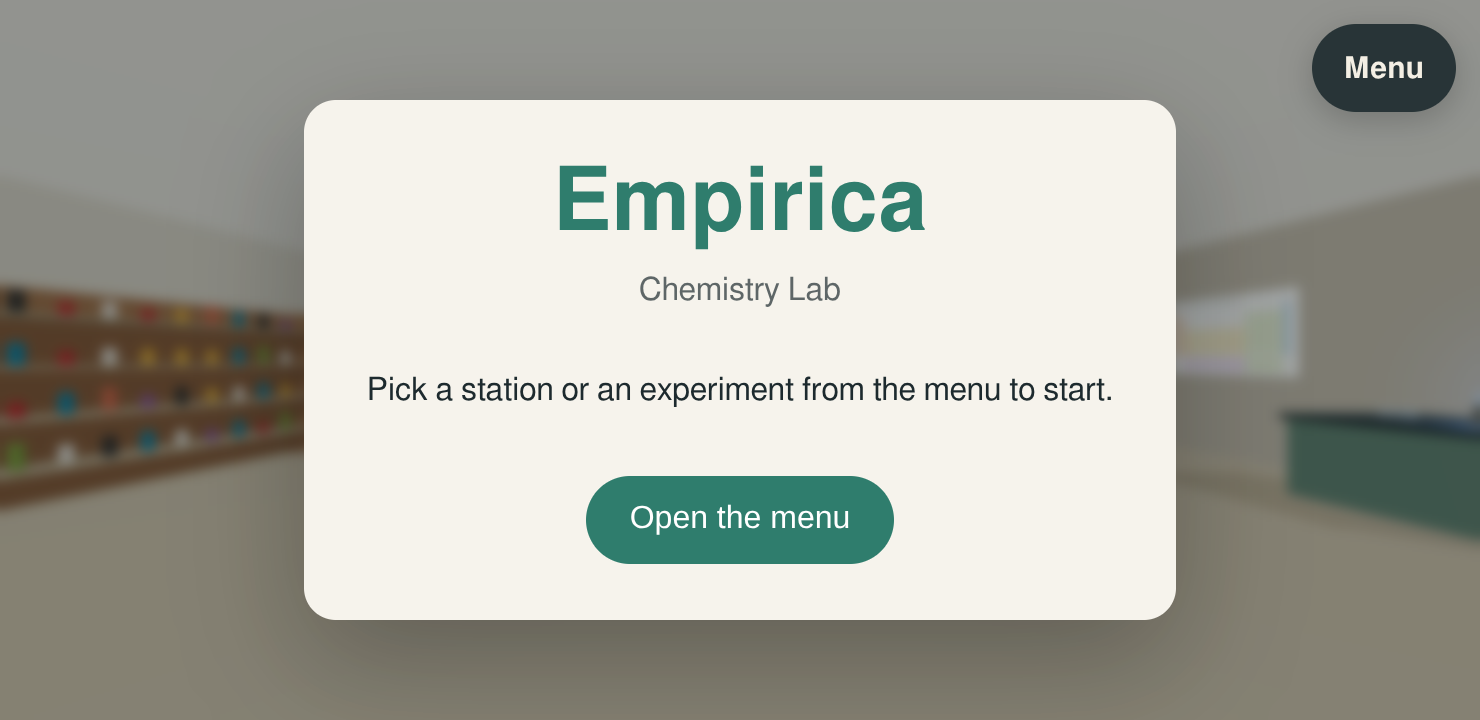 Menu
Empirica
Chemistry Lab
Pick a station or an experiment from the menu to start.
Open the menu